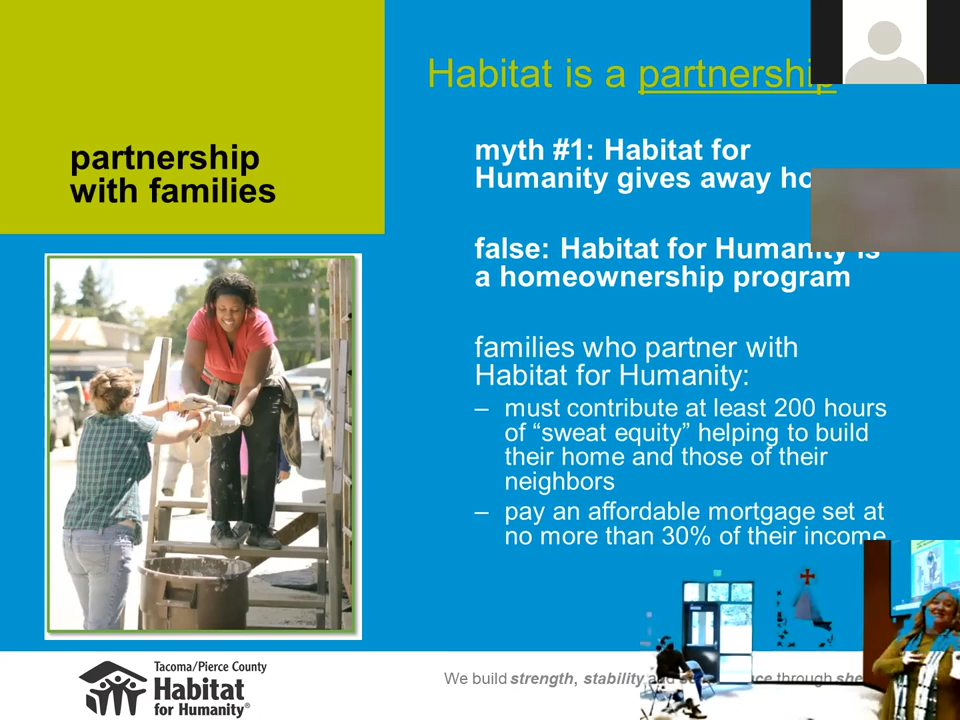 partnership
with families
Habitat is a partnership
myth #1: Habitat for
Humanity gives away
false: Habitat for Humanity is
a homeownership program
families who partner with
Habitat for Humanity:
– must contribute at least 200 hours
of “sweat equity” helping to build
their home and those of their
neighbors
– pay an affordable mortgage set at
no more than 30% of their income
Tacoma/Pierce County
Habitat
for Humanity®
We build strength, stability and through